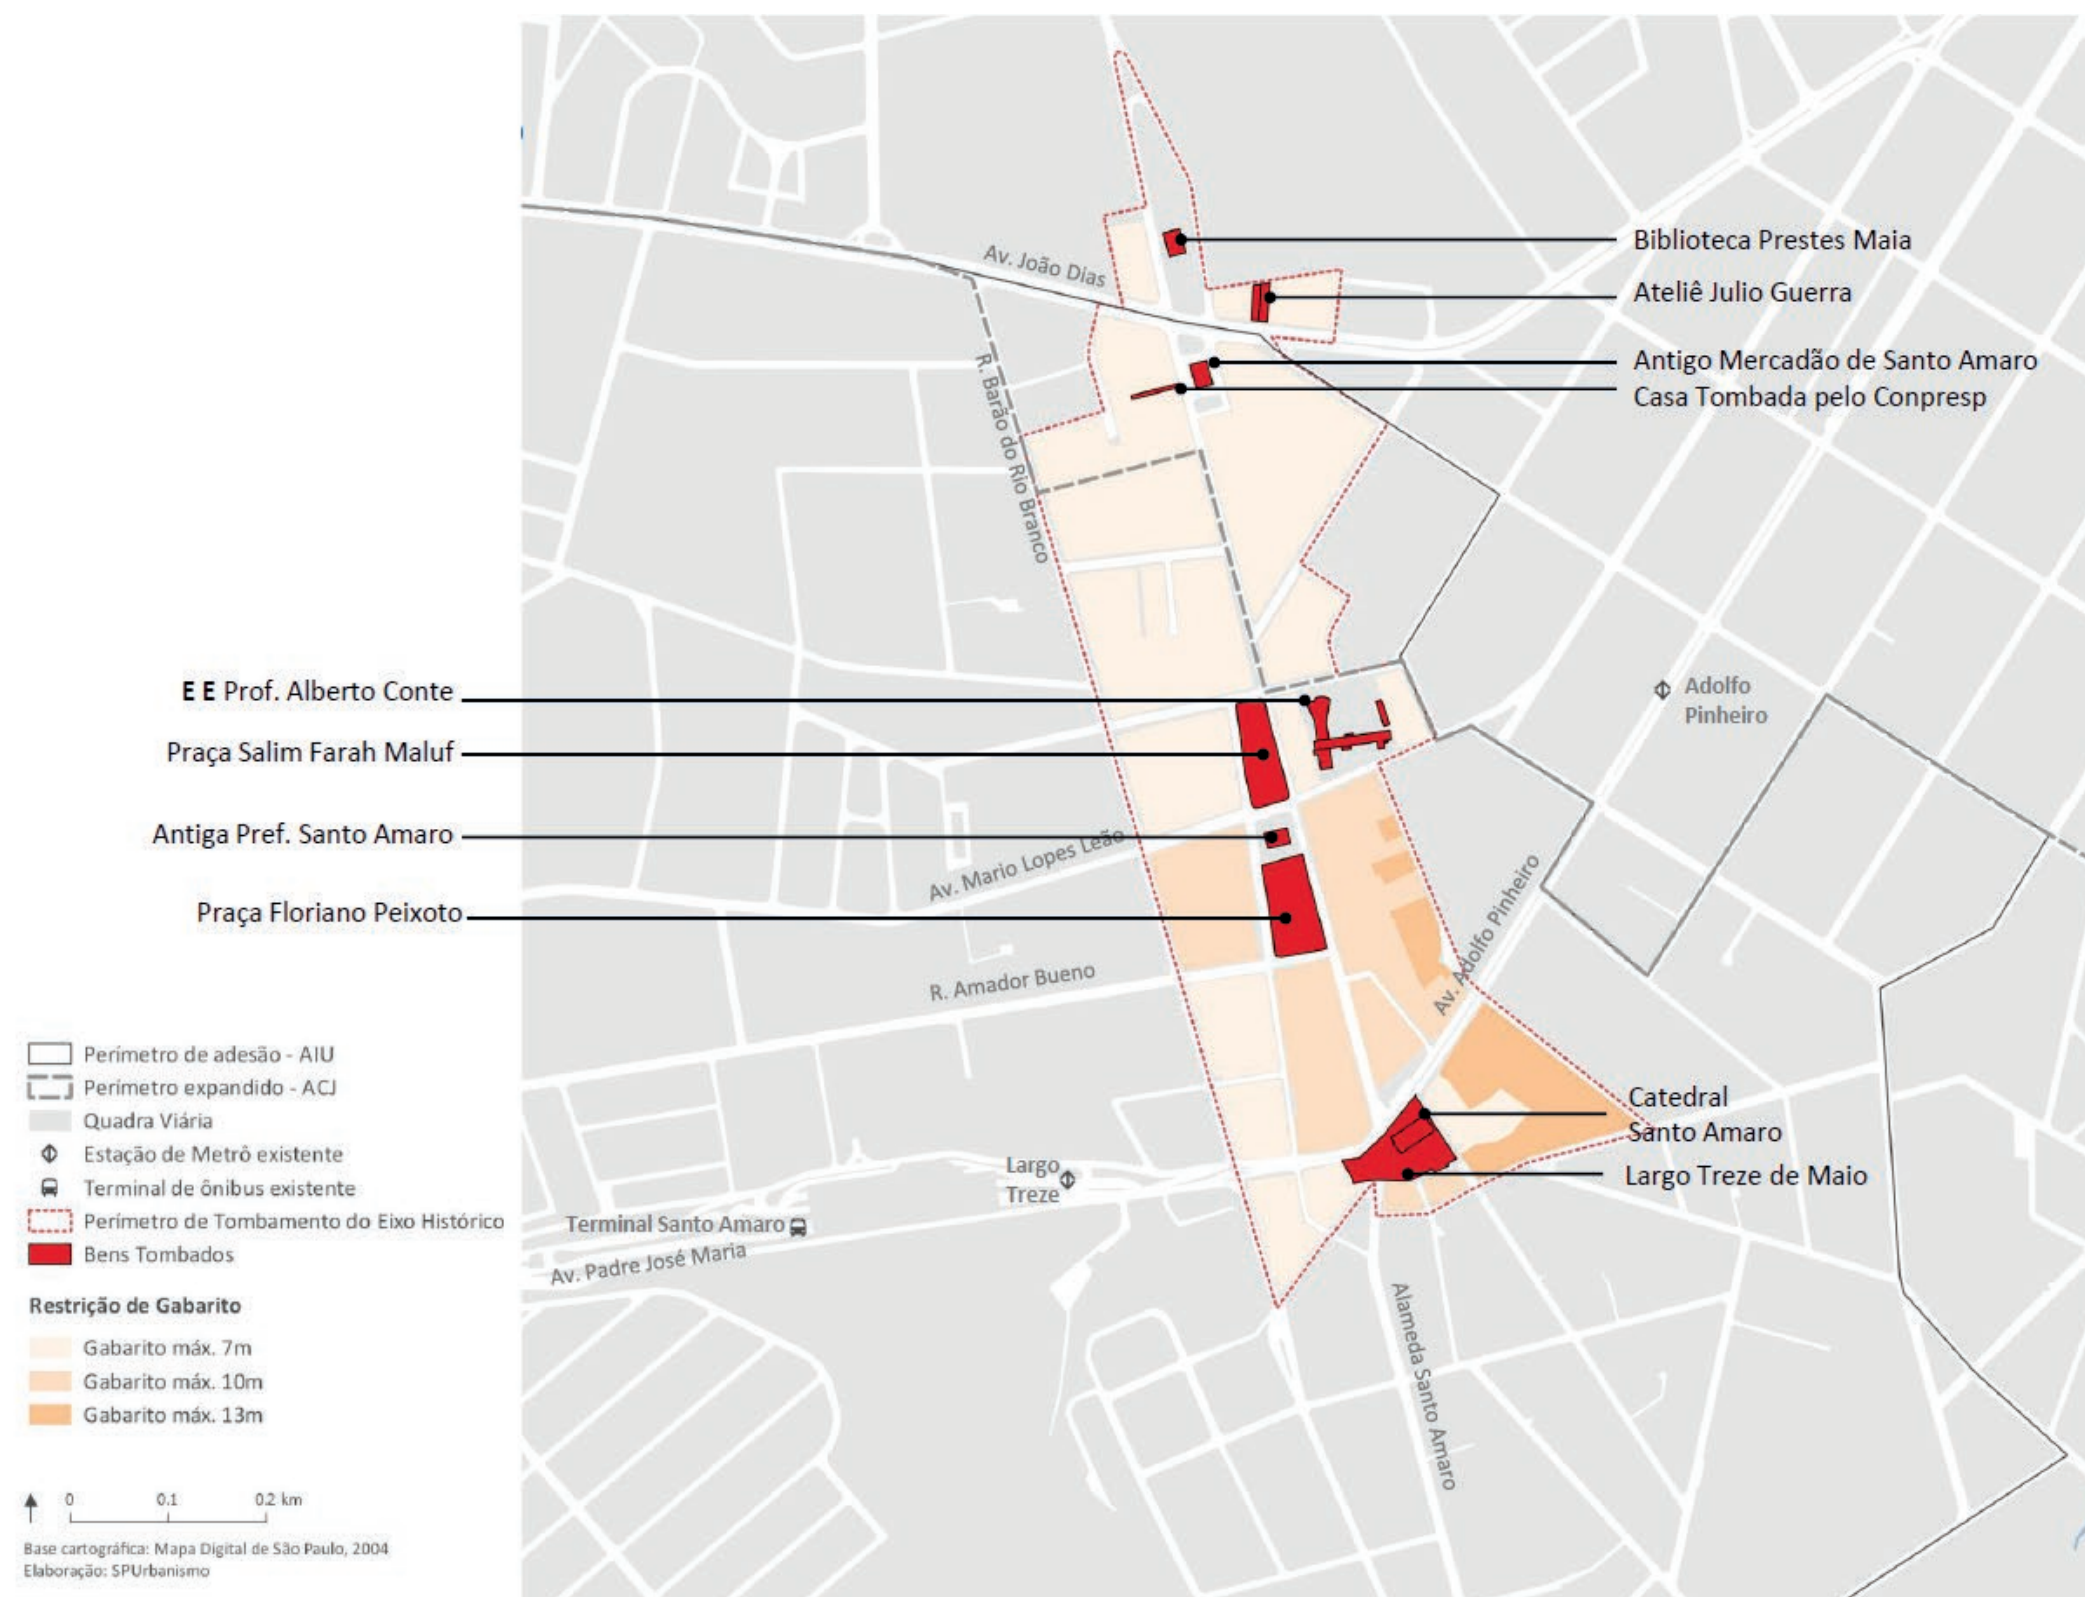 Av. João Dias
Biblioteca Prestes Maia
Ateliê Julio Guerra
Antigo Mercadão de Santo Amaro
Casa Tombada pelo Conpresp
R. Barão do Rio Branco
E E Prof. Alberto Conte
Adolfo
Pinheiro
Praça Salim Farah Maluf
Antiga Pref. Santo Amaro
Av. Mario Lopes Leão
Praça Floriano Peixoto
Av. Adolfo Pinheiro
R. Amador Bueno
Catedral
Santo Amaro
Largo Treze de Maio
Largo
Treze
Terminal Santo Amaro
Av. Padre José Maria
Alameda Santo Amaro
Perímetro de adesão - AIU
Perímetro expandido - ACJ
Quadra Viária
Estação de Metrô existente
Terminal de ônibus existente
Perímetro de Tombamento do Eixo Histórico
Bens Tombados
Restrição de Gabarito
Gabarito máx. 7m
Gabarito máx. 10m
Gabarito máx. 13m
0 0.1 0.2 km
Base cartográfica: Mapa Digital de São Paulo, 2004
Elaboração: SPUrbanismo